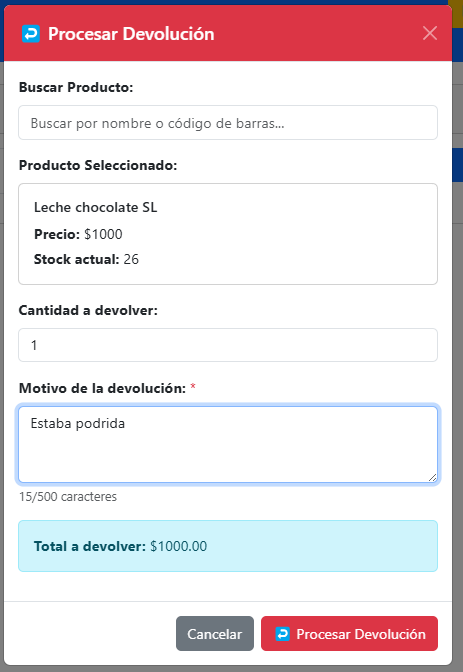 Procesar Devolución
Buscar Producto:
Buscar por nombre o código de barras...
Producto Seleccionado:
Leche chocolate SL
Precio: $1000
Stock actual: 26
Cantidad a devolver:
1
Motivo de la devolución: *
Estaba podrida
15/500 caracteres
Total a devolver: $1000.00
Cancelar
Procesar Devolución